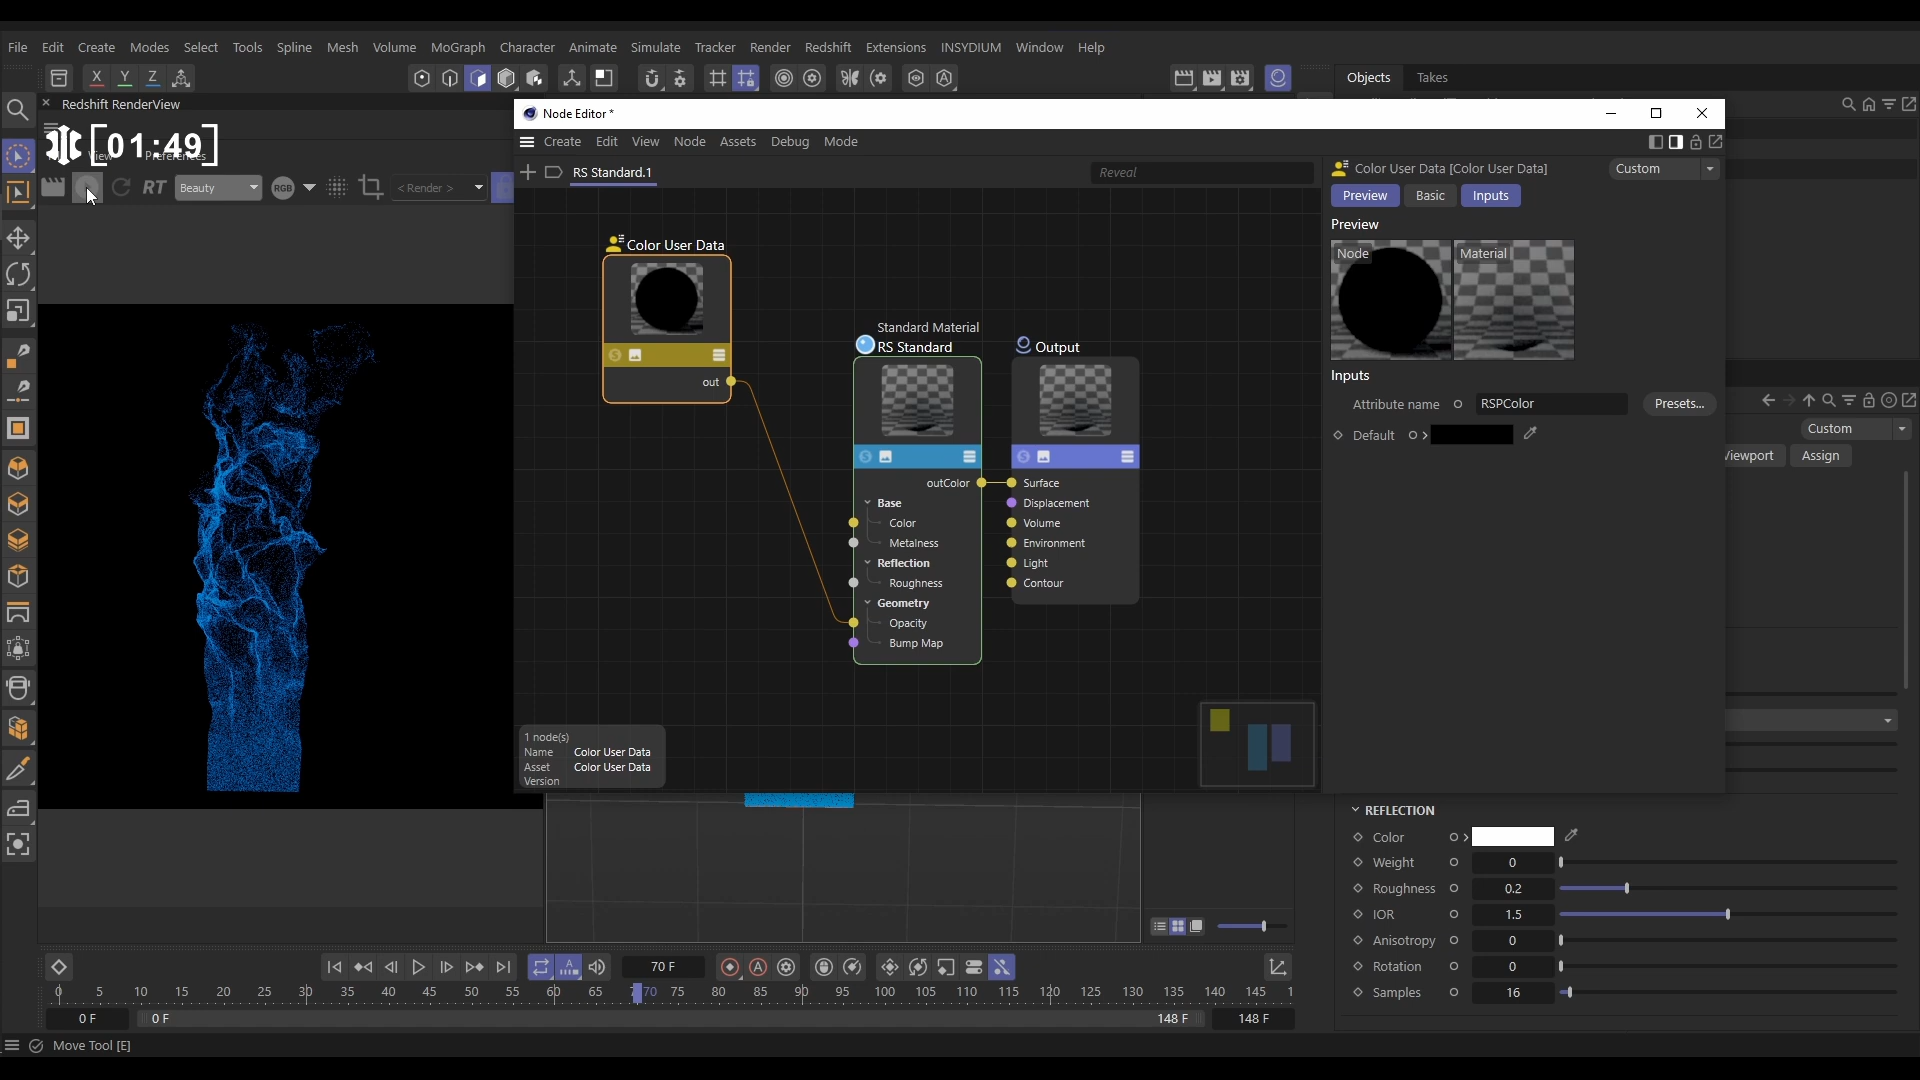 File Edit Create Modes Select Tools Spline Mesh Volume MoGraph Character Animate Simulate Tracker Render Redshift Extensions INSYDIUM Window Help
X Y Z
Objects Takes
Redshift RenderView
[01:49]
View Preferences
RT Beauty RGB < Render >
Node Editor *
Create Edit View Node Assets Debug Mode
RS Standard.1
Reveal
Color User Data
out
Standard Material
RS Standard
outColor
Base
Color
Metalness
Reflection
Roughness
Geometry
Opacity
Bump Map
Output
Surface
Displacement
Volume
Environment
Light
Contour
1 node(s)
Name Color User Data
Asset Color User Data
Version
Color User Data [Color User Data]
Custom
Preview Basic Inputs
Preview
Node Material
Inputs
Attribute name RSPColor Presets...
Default
Custom
Viewport Assign
REFLECTION
Color
Weight 0
Roughness 0.2
IOR 1.5
Anisotropy 0
Rotation 0
Samples 16
70 F
0 5 10 15 20 25 30 35 40 45 50 55 60 65 70 75 80 85 90 95 100 105 110 115 120 125 130 135 140 145 1
0 F 0 F 148 F 148 F
Move Tool [E]